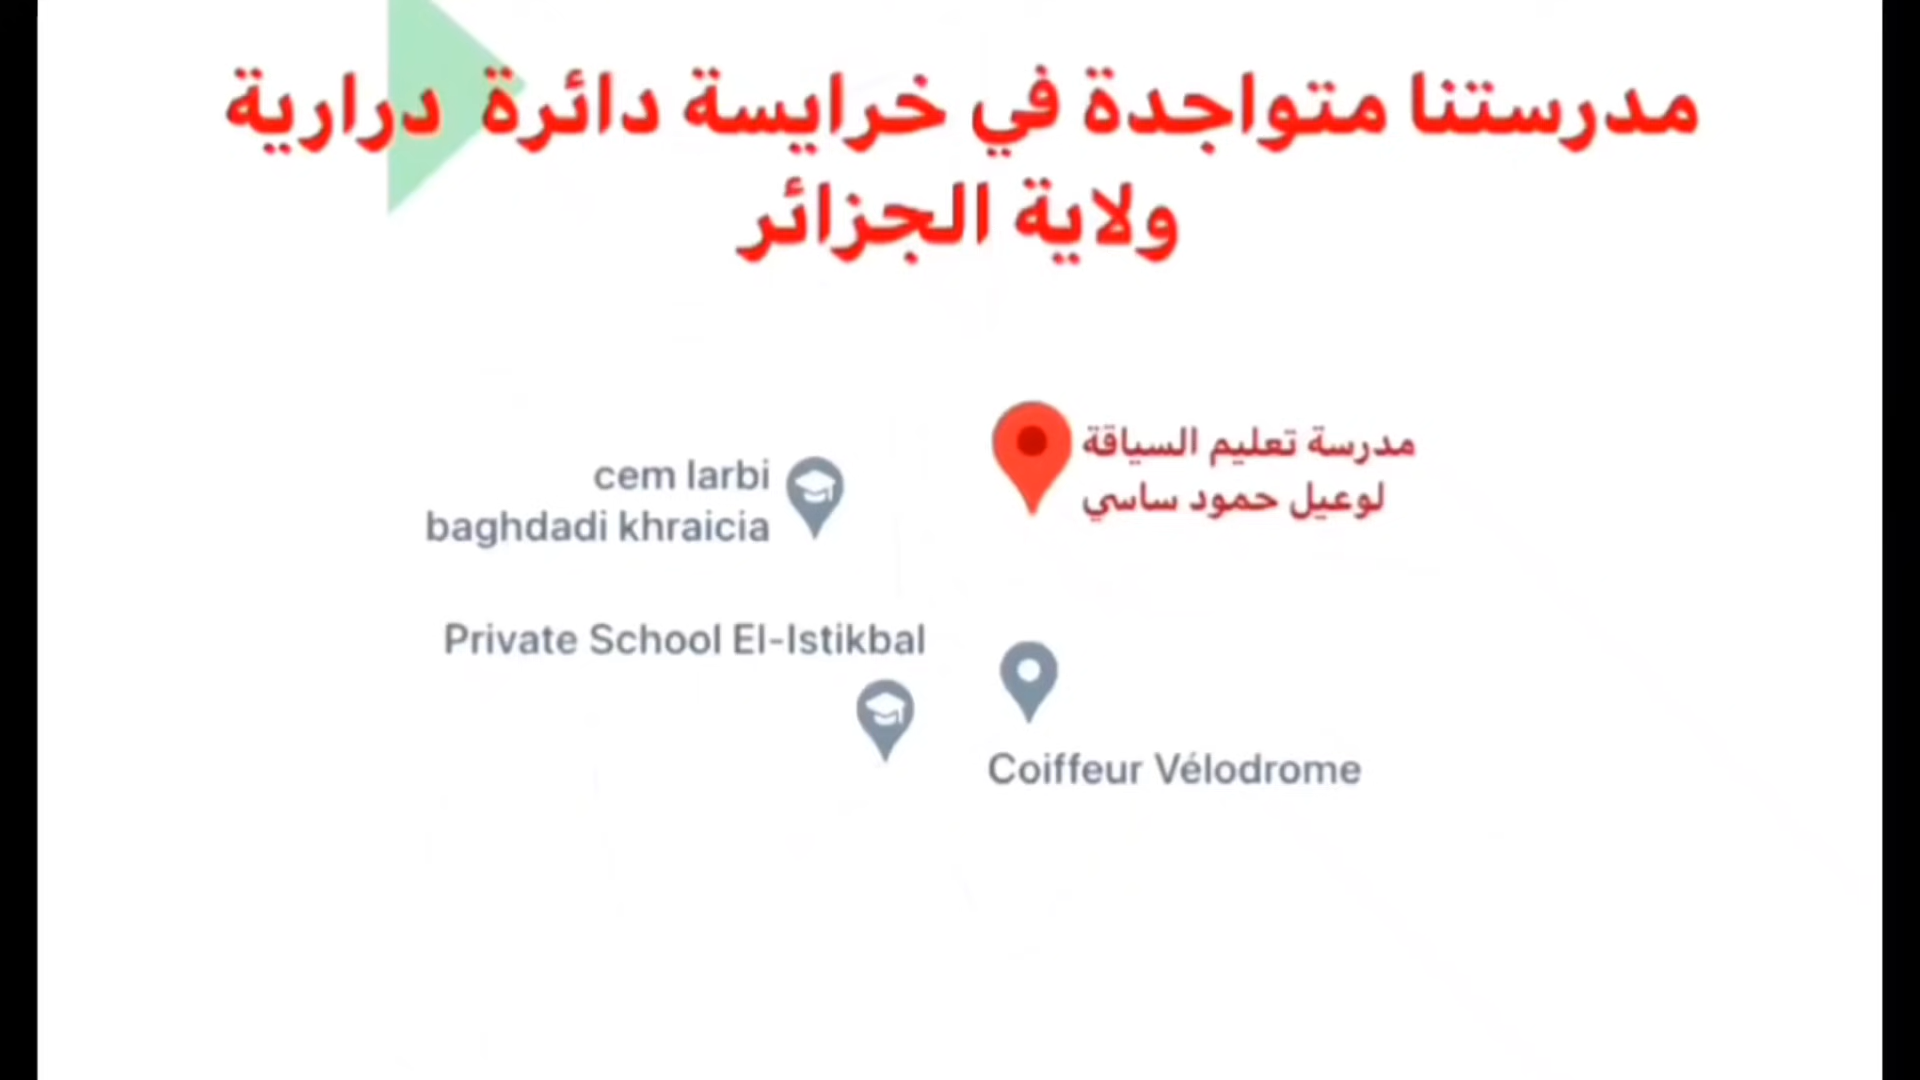 مدرستنا متواجدة في خرايسة دائرة درارية
ولاية الجزائر
مدرسة تعليم السياقة
لوعيل حمود ساسي
cem larbi
baghdadi khraicia
Private School El-Istikbal
Coiffeur Vélodrome